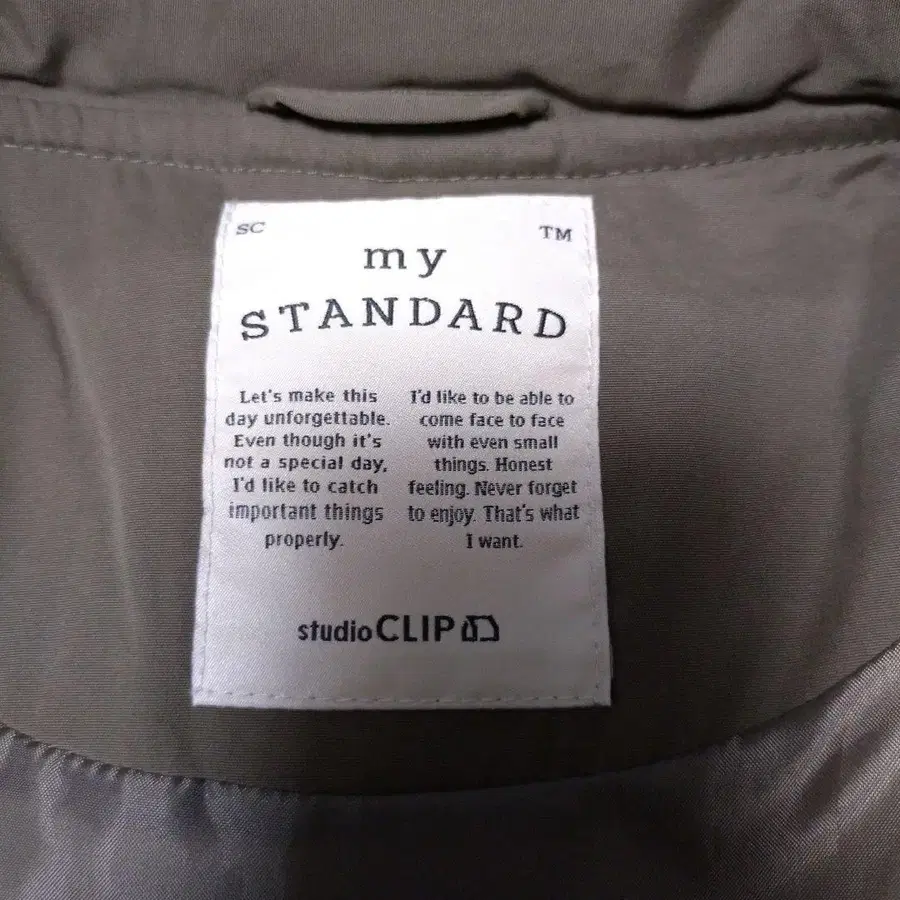 SC
TM
my
STANDARD
Let's make this
day unforgettable.
Even though it's
not a special day,
I'd like to catch
important things
properly.
I'd like to be able to
come face to face
with even small
things. Honest
feeling. Never forget
to enjoy. That's what
I want.
studio CLIP